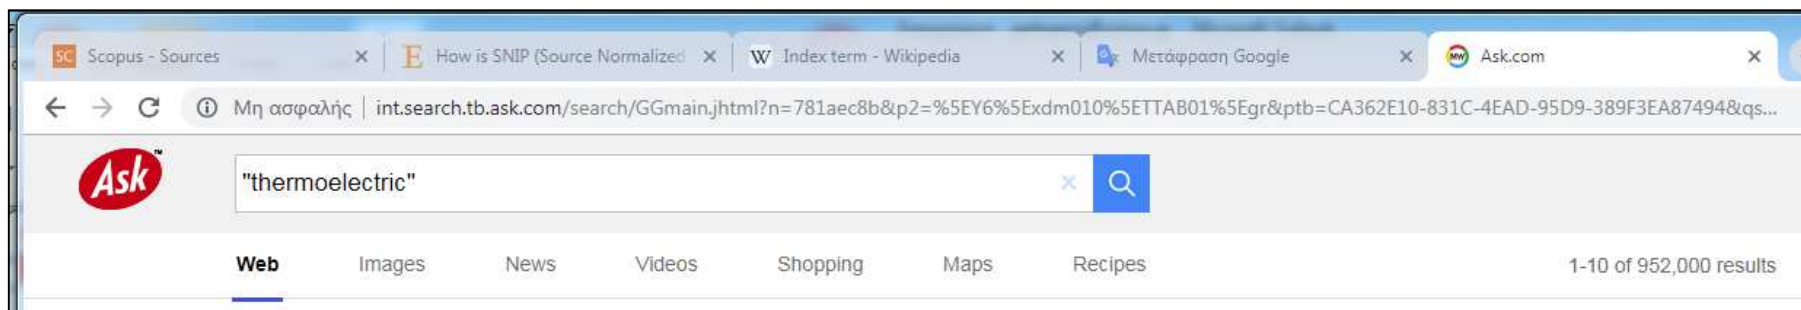 Scopus - Sources How is SNIP (Source Normalized Index term - Wikipedia Μετάφραση Google Ask.com
Μη ασφαλής | int.search.tb.ask.com/search/GGmain.jhtml?n=781aec8b&p2=%5EY6%5Exdm010%5ETTAB01%5Egr&ptb=CA362E10-831C-4EAD-95D9-389F3EA87494&qs...
Ask™ "thermoelectric"
Web Images News Videos Shopping Maps Recipes 1-10 of 952,000 results